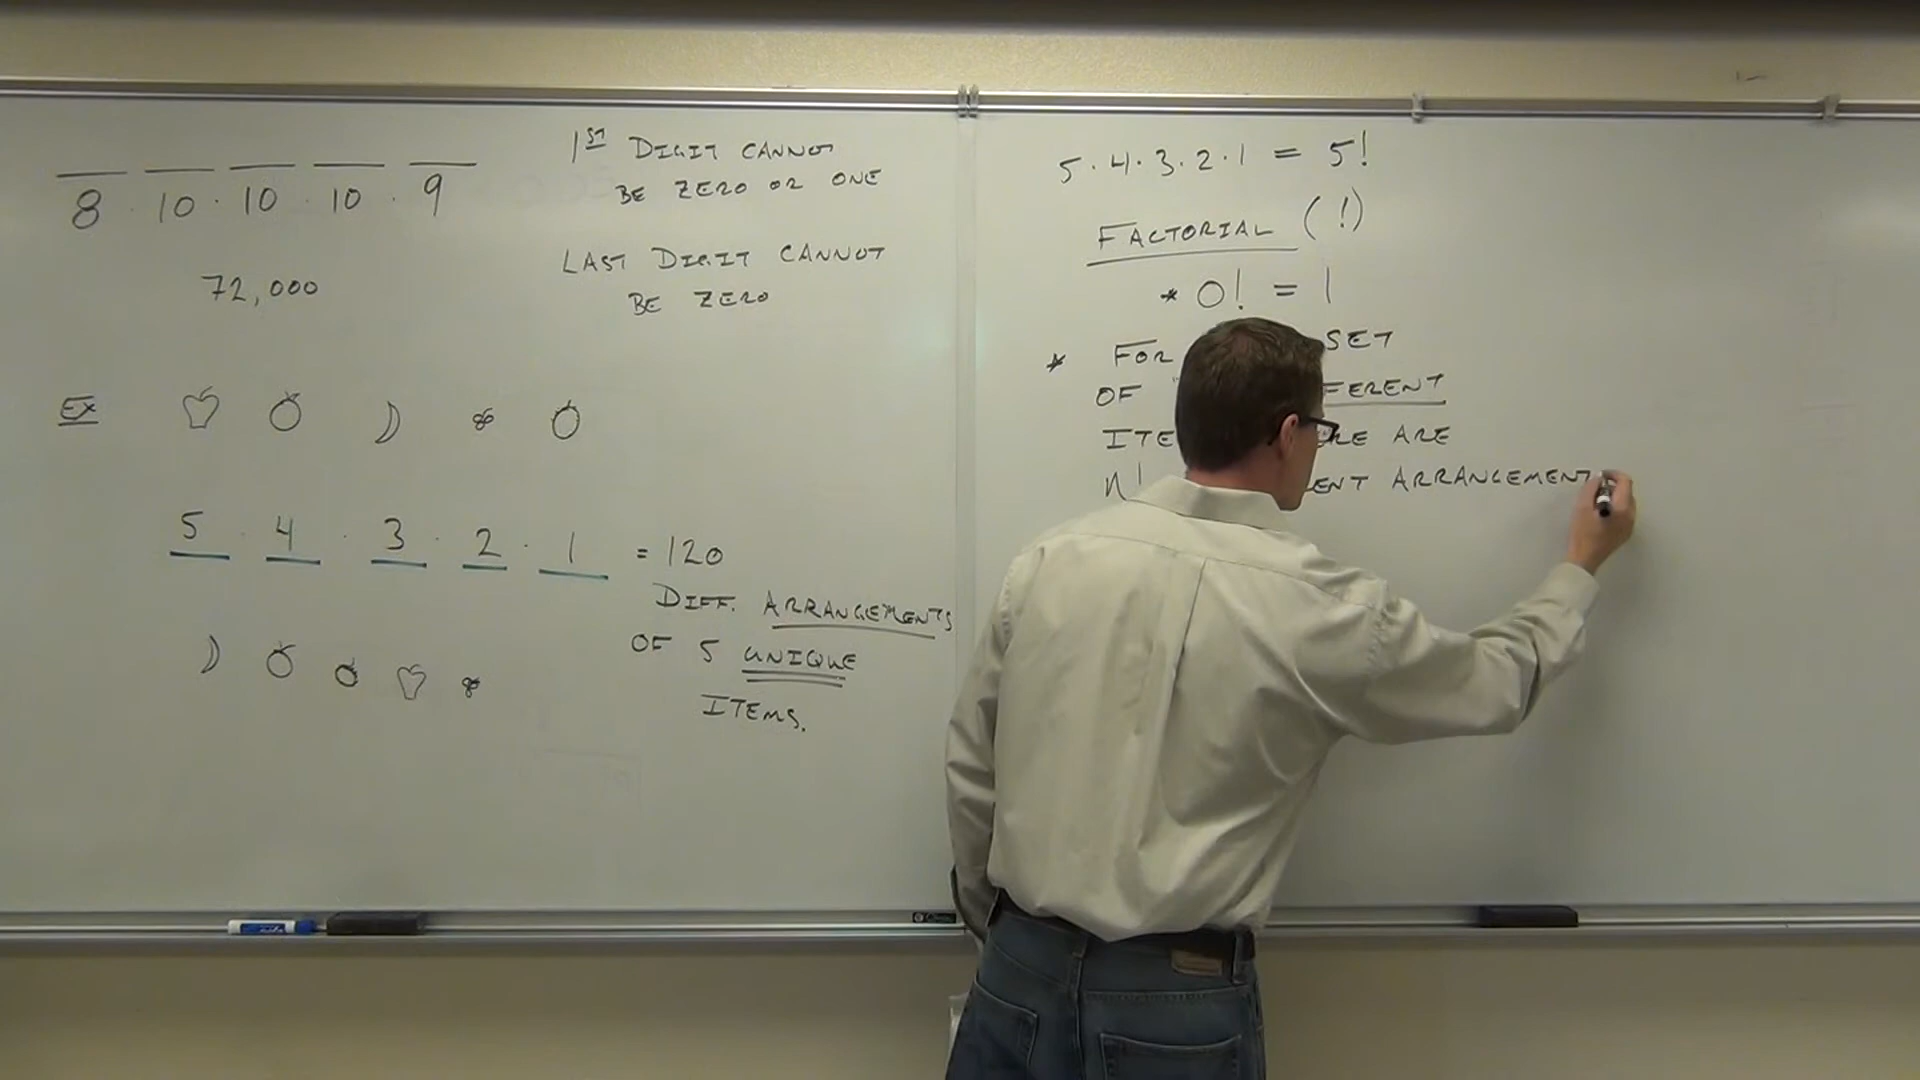 8 . 10 . 10 . 10 . 9
72,000
1ST DIGIT CANNOT
BE ZERO OR ONE
LAST DIGIT CANNOT
BE ZERO
EX
5 . 4 . 3 . 2 . 1 = 120
DIFF. ARRANGEMENTS
OF 5 UNIQUE
ITEMS.
5 . 4 . 3 . 2 . 1 = 5!
FACTORIAL (!)
* 0! = 1
* FOR SET
OF FERENT
ITE ARE
n! ENT ARRANGEMENT